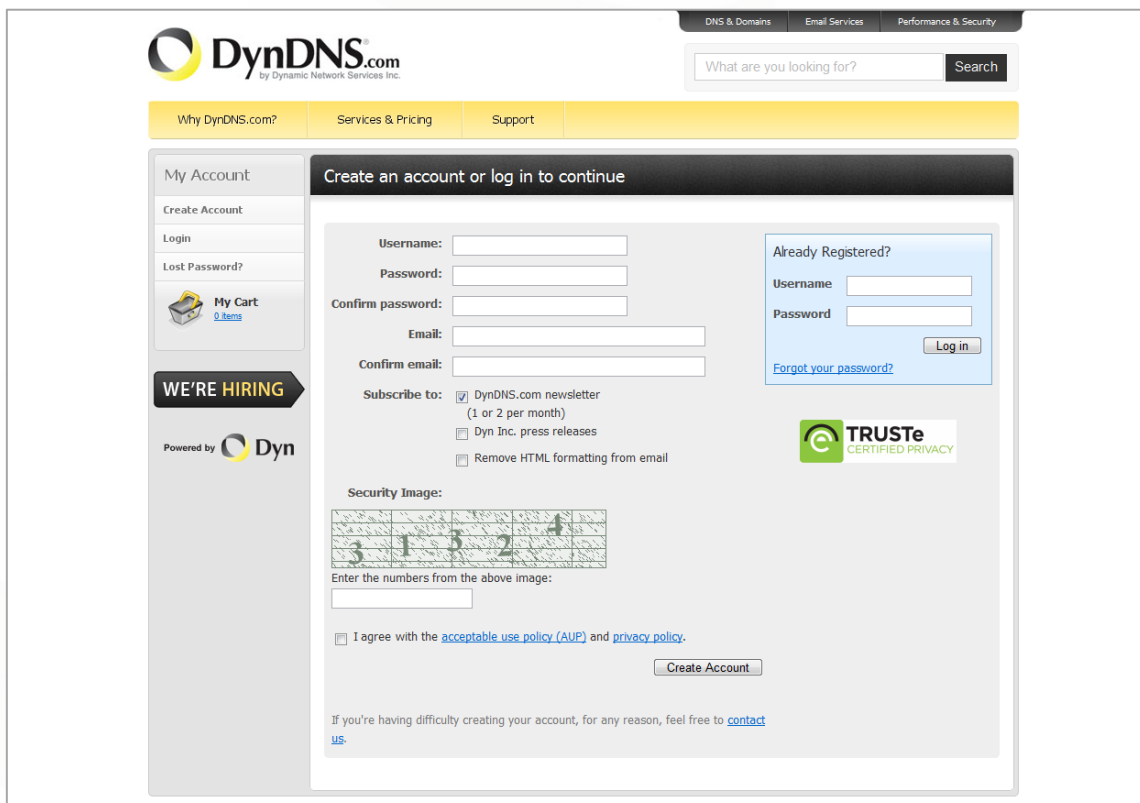 DNS & Domains Email Services Performance & Security
DynDNS.com
by Dynamic Network Services Inc.
What are you looking for? Search
Why DynDNS.com? Services & Pricing Support
My Account
Create Account
Login
Lost Password?
My Cart
0 items
WE'RE HIRING
Powered by Dyn
Create an account or log in to continue
Username:
Password:
Confirm password:
Email:
Confirm email:
Subscribe to: DynDNS.com newsletter
(1 or 2 per month)
Dyn Inc. press releases
Remove HTML formatting from email
Security Image:
3 1 3 2 4
Enter the numbers from the above image:
I agree with the acceptable use policy (AUP) and privacy policy.
Create Account
If you're having difficulty creating your account, for any reason, feel free to contact
us.
Already Registered?
Username
Password
Log in
Forgot your password?
TRUSTe
CERTIFIED PRIVACY